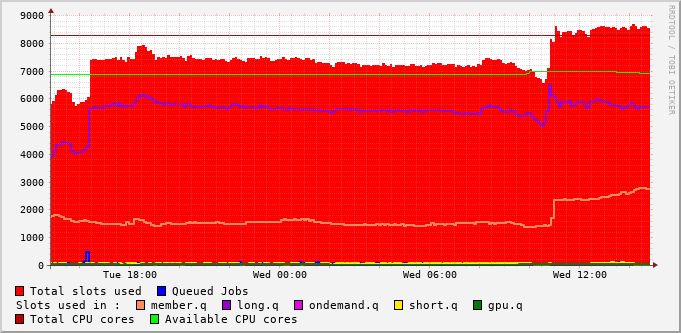 9000
8000
7000
6000
5000
4000
3000
2000
1000
0
Tue 18:00 Wed 00:00 Wed 06:00 Wed 12:00
RRDTOOL / TOBI OETIKER
Total slots used Queued Jobs
Slots used in : member.q long.q ondemand.q short.q gpu.q
Total CPU cores Available CPU cores